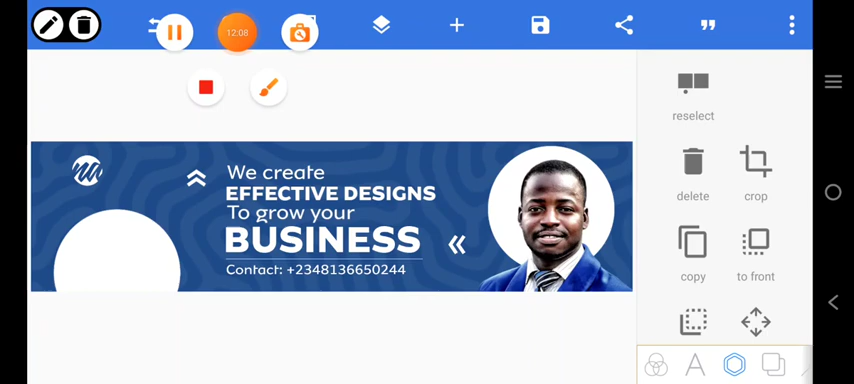 12:08
reselect
delete
crop
copy
to front
We create
EFFECTIVE DESIGNS
To grow your
BUSINESS
Contact: +2348136650244
A